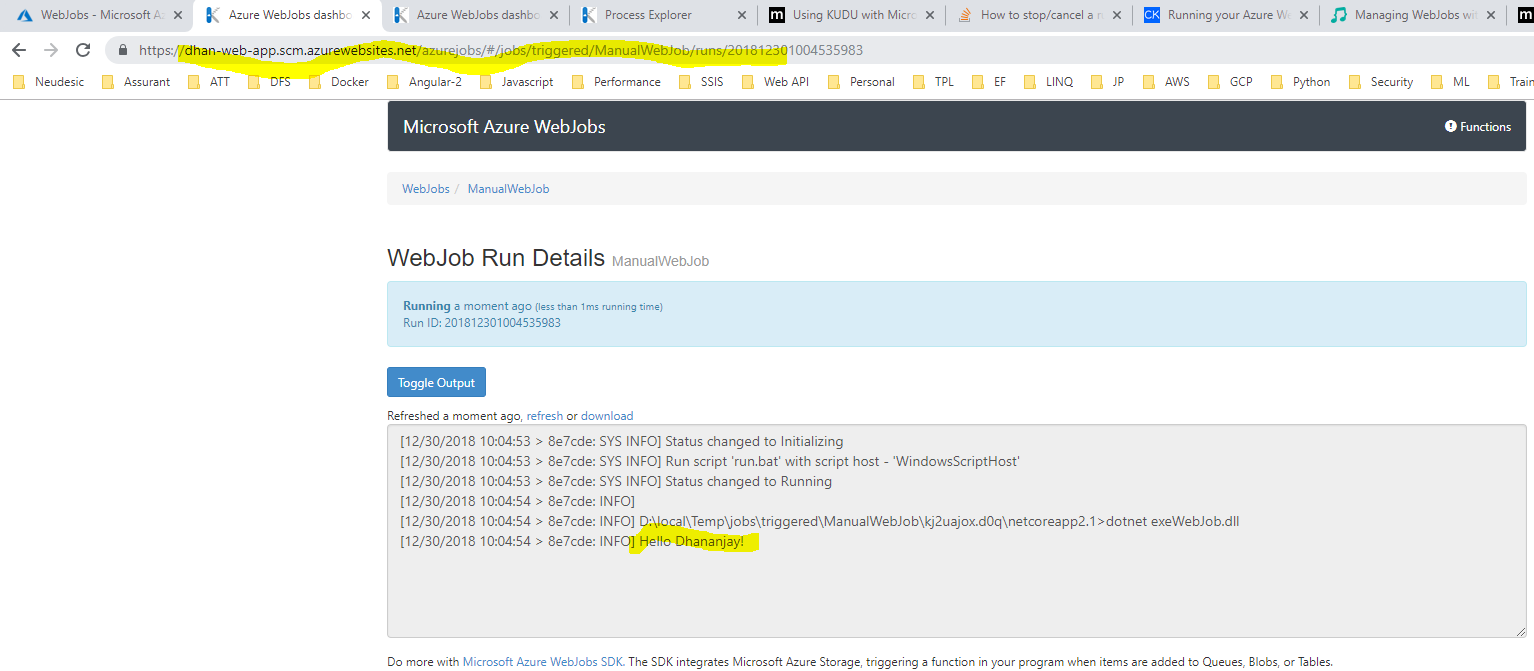 WebJobs - Microsoft Az
Azure WebJobs dashbo
Azure WebJobs dashbo
Process Explorer
Using KUDU with Micro
How to stop/cancel a r
CK Running your Azure We
Managing WebJobs wit
https://dhan-web-app.scm.azurewebsites.net/azurejobs/#/jobs/triggered/ManualWebJob/runs/201812301004535983
Neudesic Assurant ATT DFS Docker Angular-2 Javascript Performance SSIS Web API Personal TPL EF LINQ JP AWS GCP Python Security ML Train
Microsoft Azure WebJobs
Functions
WebJobs / ManualWebJob
WebJob Run Details ManualWebJob
Running a moment ago (less than 1ms running time)
Run ID: 201812301004535983
Toggle Output
Refreshed a moment ago, refresh or download
[12/30/2018 10:04:53 > 8e7cde: SYS INFO] Status changed to Initializing
[12/30/2018 10:04:53 > 8e7cde: SYS INFO] Run script 'run.bat' with script host - 'WindowsScriptHost'
[12/30/2018 10:04:53 > 8e7cde: SYS INFO] Status changed to Running
[12/30/2018 10:04:54 > 8e7cde: INFO]
[12/30/2018 10:04:54 > 8e7cde: INFO] D:\local\Temp\jobs\triggered\ManualWebJob\kj2uajox.d0q\netcoreapp2.1>dotnet exeWebJob.dll
[12/30/2018 10:04:54 > 8e7cde: INFO] Hello Dhananjay!
Do more with Microsoft Azure WebJobs SDK. The SDK integrates Microsoft Azure Storage, triggering a function in your program when items are added to Queues, Blobs, or Tables.